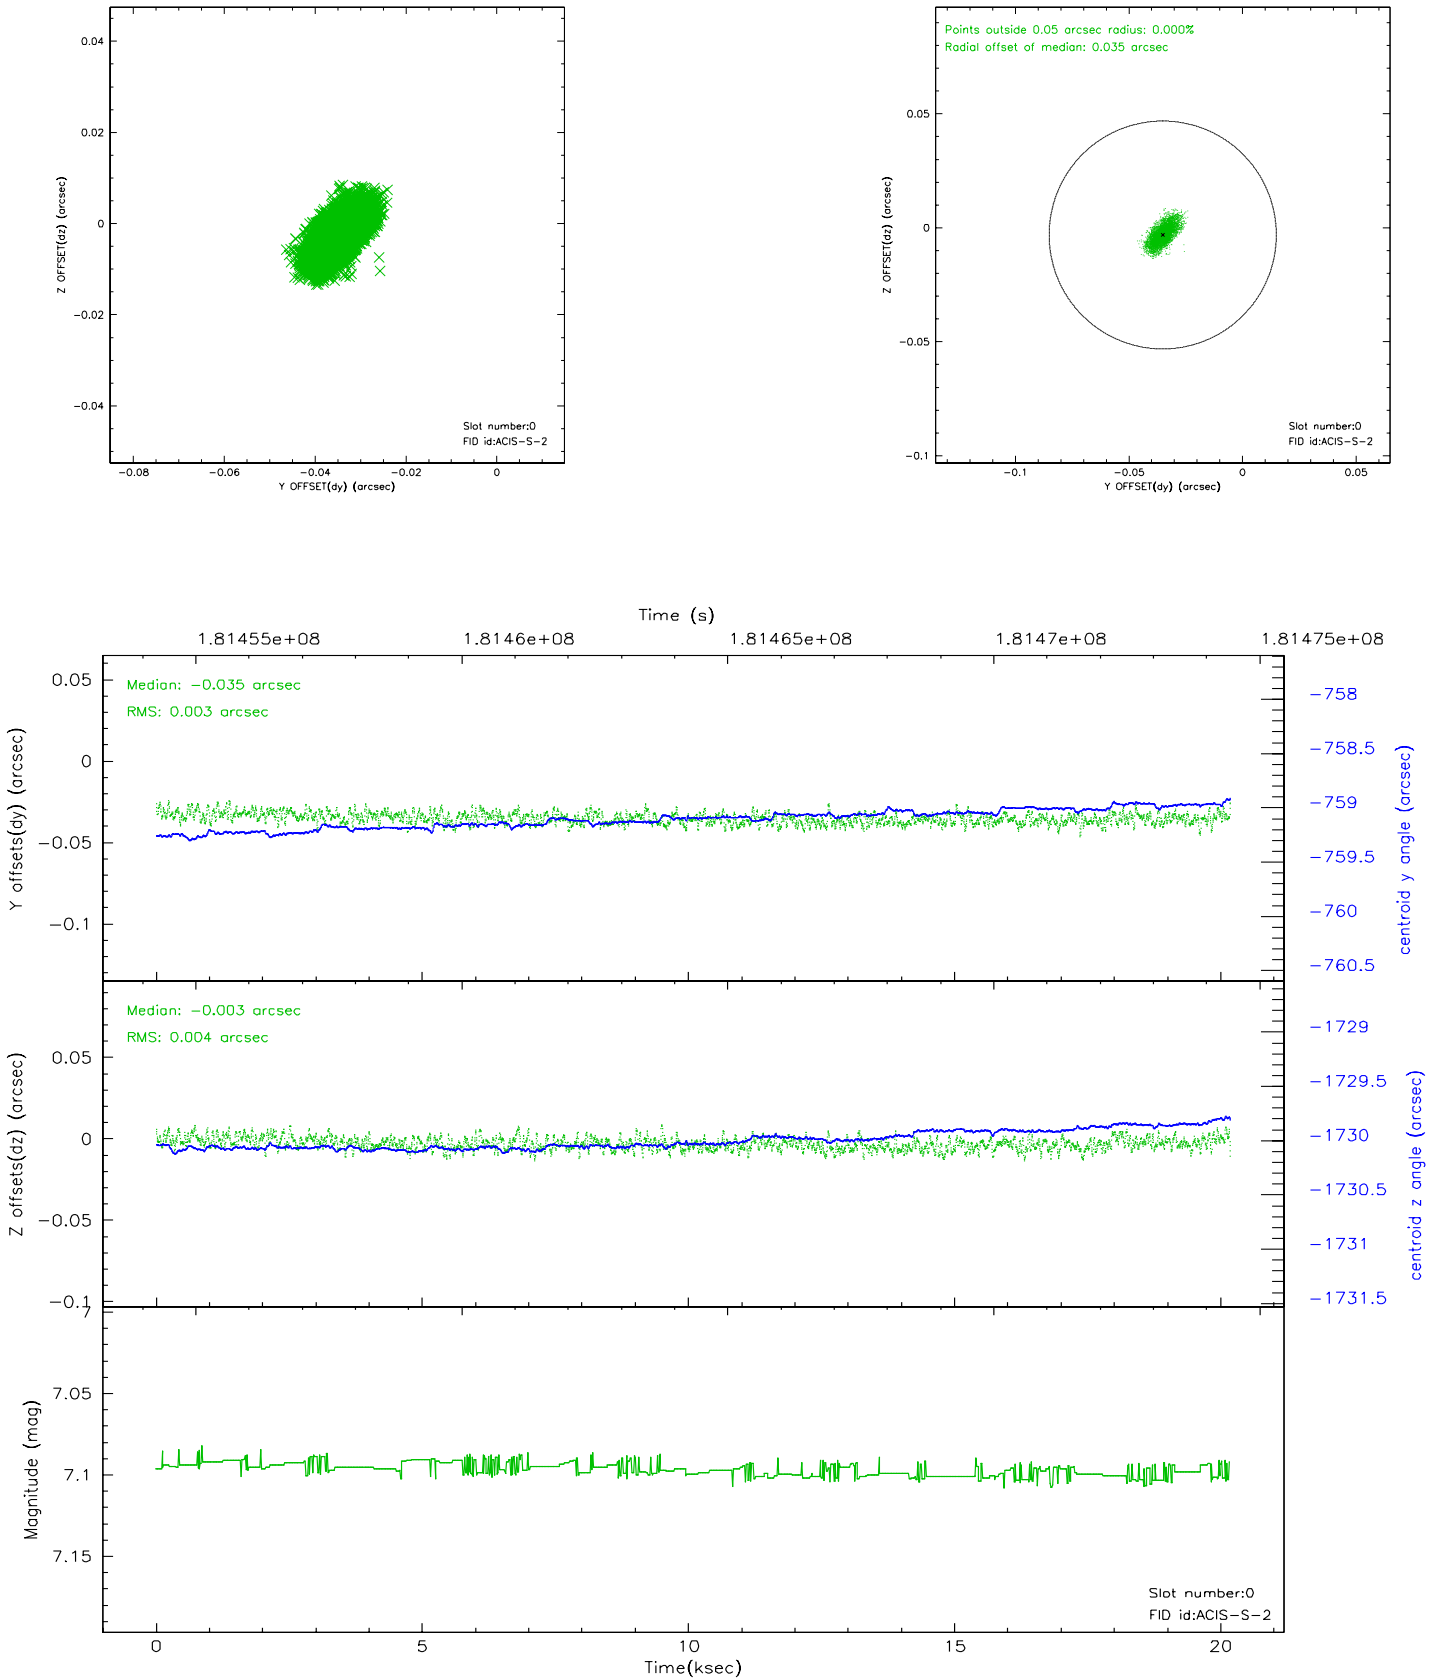 0.04
0.02
0
−0.02
−0.04
Z OFFSET(dz) (arcsec)
Slot number:0
FID id:ACIS−S−2
−0.08
−0.06
−0.04
−0.02
0
Y OFFSET(dy) (arcsec)
Points outside 0.05 arcsec radius: 0.000%
Radial offset of median: 0.035 arcsec
0.05
0
−0.05
−0.1
Z OFFSET(dz) (arcsec)
Slot number:0
FID id:ACIS−S−2
−0.1
−0.05
0
0.05
Y OFFSET(dy) (arcsec)
Time (s)
1.81455e+08
1.8146e+08
1.81465e+08
1.8147e+08
1.81475e+08
Median: −0.035 arcsec
RMS: 0.003 arcsec
0.05
0
−0.05
−0.1
Y offsets(dy) (arcsec)
−758
−758.5
−759
−759.5
−760
−760.5
centroid y angle (arcsec)
Median: −0.003 arcsec
RMS: 0.004 arcsec
0.05
0
−0.05
−0.1
Z offsets(dz) (arcsec)
−1729
−1729.5
−1730
−1730.5
−1731
−1731.5
centroid z angle (arcsec)
7
7.05
7.1
7.15
Magnitude (mag)
Slot number:0
FID id:ACIS−S−2
0
5
10
15
20
Time(ksec)